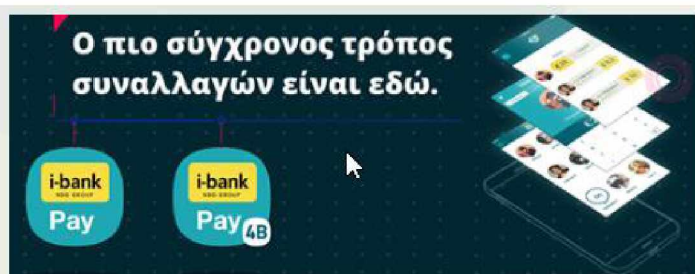 Ο πιο σύγχρονος τρόπος
συναλλαγών είναι εδώ.
i-bank
NBG GROUP
Pay
i-bank
NBG GROUP
Pay
4B